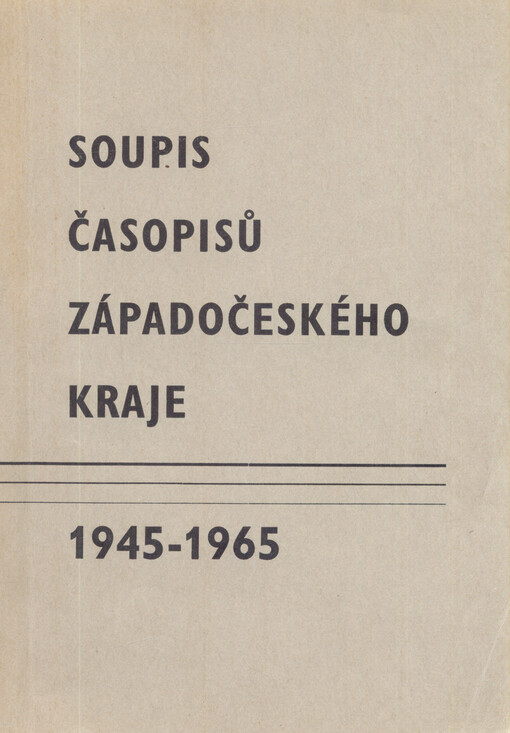 SOUPIS
ČASOPISŮ
ZÁPADOČESKÉHO
KRAJE
1945-1965